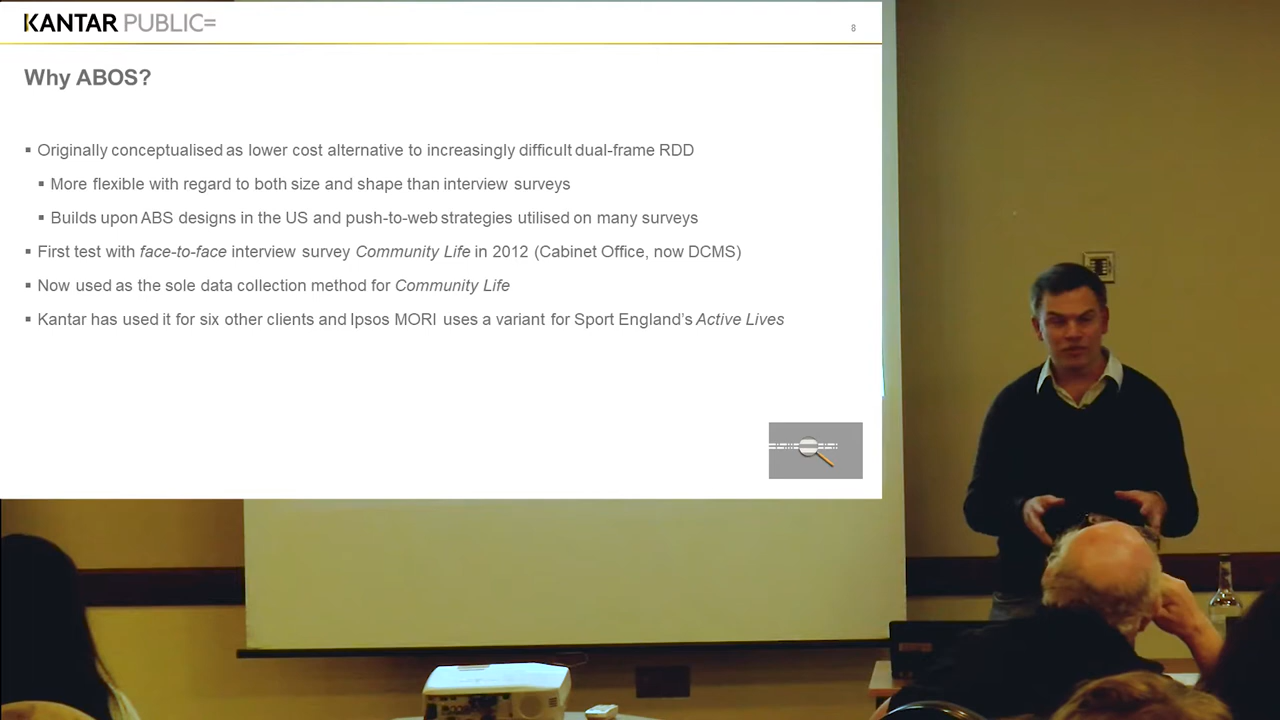 KANTAR PUBLIC=
8
Why ABOS?
▪ Originally conceptualised as lower cost alternative to increasingly difficult dual-frame RDD
▪ More flexible with regard to both size and shape than interview surveys
▪ Builds upon ABS designs in the US and push-to-web strategies utilised on many surveys
▪ First test with face-to-face interview survey Community Life in 2012 (Cabinet Office, now DCMS)
▪ Now used as the sole data collection method for Community Life
▪ Kantar has used it for six other clients and Ipsos MORI uses a variant for Sport England's Active Lives